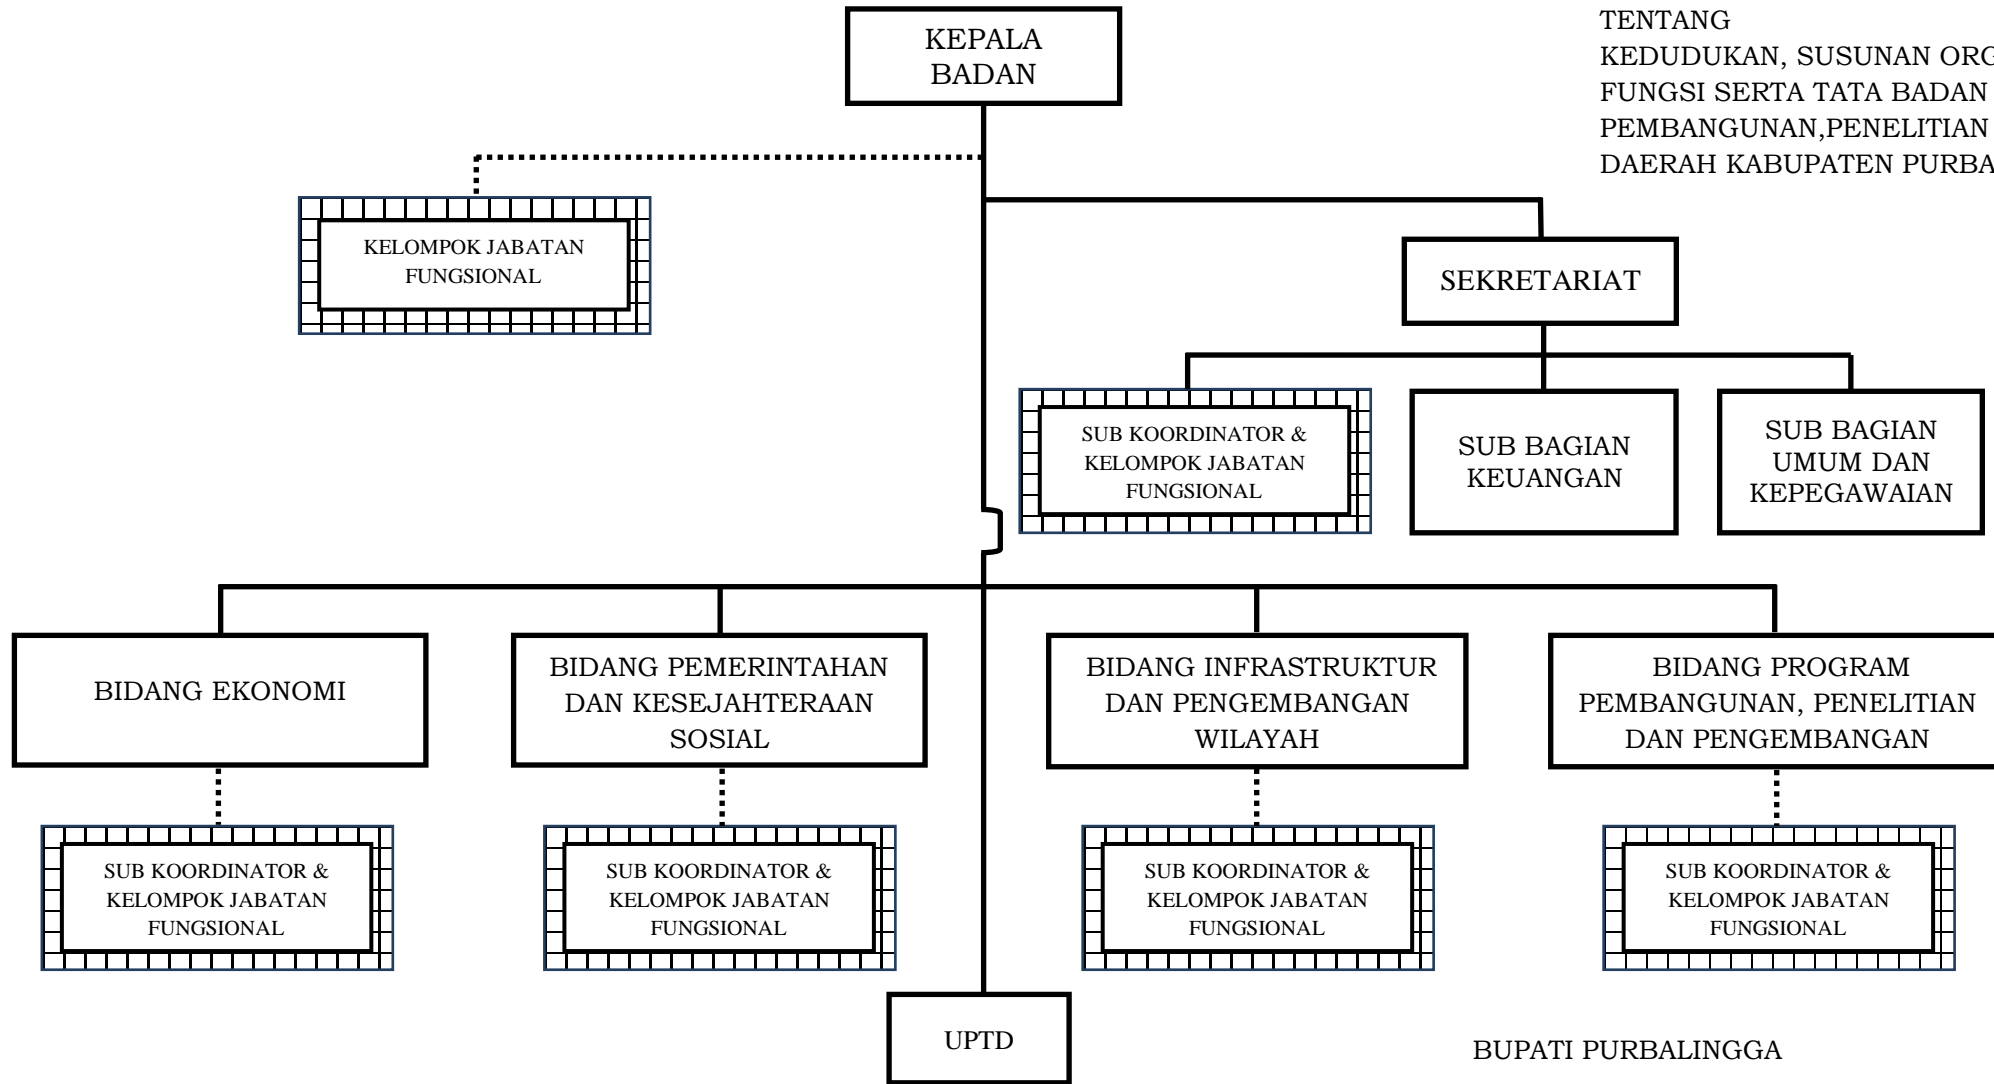 TENTANG
KEDUDUKAN, SUSUNAN ORG
FUNGSI SERTA TATA BADAN
PEMBANGUNAN,PENELITIAN
DAERAH KABUPATEN PURBA
KEPALA
BADAN
KELOMPOK JABATAN
FUNGSIONAL
SEKRETARIAT
SUB KOORDINATOR &
KELOMPOK JABATAN
FUNGSIONAL
SUB BAGIAN
KEUANGAN
SUB BAGIAN
UMUM DAN
KEPEGAWAIAN
BIDANG EKONOMI
BIDANG PEMERINTAHAN
DAN KESEJAHTERAAN
SOSIAL
BIDANG INFRASTRUKTUR
DAN PENGEMBANGAN
WILAYAH
BIDANG PROGRAM
PEMBANGUNAN, PENELITIAN
DAN PENGEMBANGAN
SUB KOORDINATOR &
KELOMPOK JABATAN
FUNGSIONAL
SUB KOORDINATOR &
KELOMPOK JABATAN
FUNGSIONAL
SUB KOORDINATOR &
KELOMPOK JABATAN
FUNGSIONAL
SUB KOORDINATOR &
KELOMPOK JABATAN
FUNGSIONAL
UPTD
BUPATI PURBALINGGA